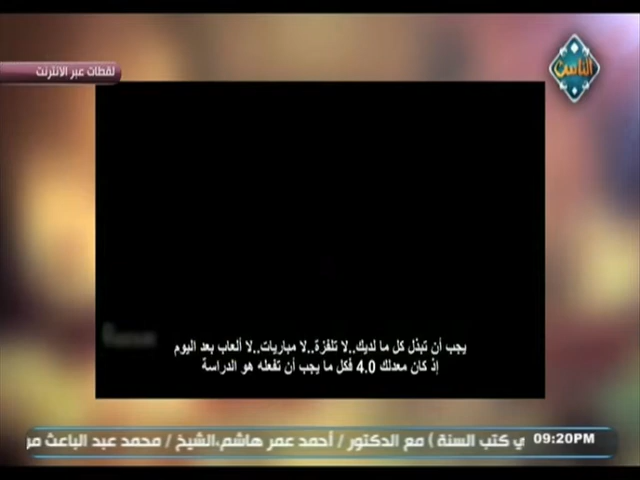 الناس
لقطات عبر الانترنت
يجب أن تبذل كل ما لديك..لا تلفزة..لا مباريات..لا ألعاب بعد اليوم
إذ كان معدلك 4.0 فكل ما يجب أن تفعله هو الدراسة
ي كتب السنة ) مع الدكتور / أحمد عمر هاشم،الشيخ / محمد عبد الباعث مر
09:20PM